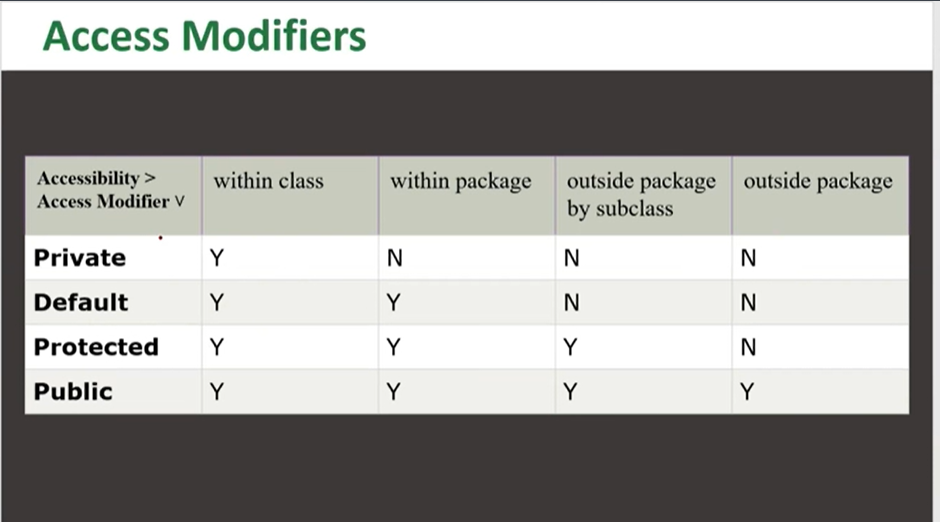 Access Modifiers
Accessibility > within class within package outside package outside package
Access Modifier V by subclass
Private Y N N N
Default Y Y N N
Protected Y Y Y N
Public Y Y Y Y